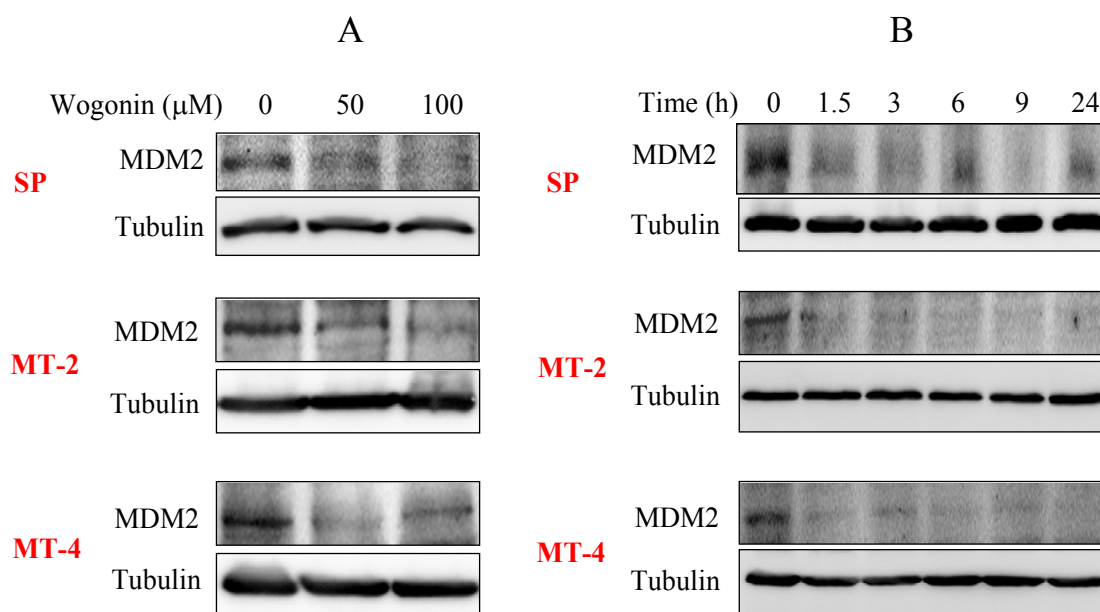 A
Wogonin (μM) 0 50 100
SP
MDM2
Tubulin
MT-2
MDM2
Tubulin
MT-4
MDM2
Tubulin
B
Time (h) 0 1.5 3 6 9 24
SP
MDM2
Tubulin
MT-2
MDM2
Tubulin
MT-4
MDM2
Tubulin